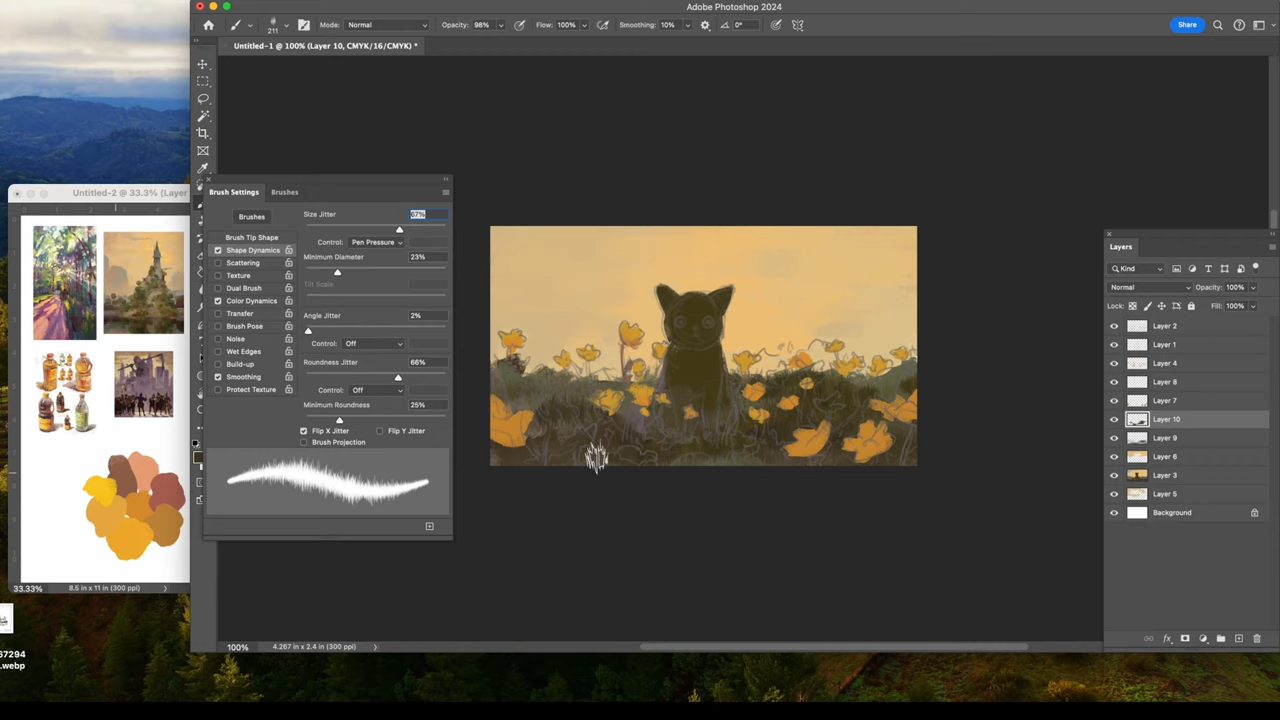 Adobe Photoshop 2024
211
Mode: Normal Opacity: 98% Flow: 100% Smoothing: 10% 0° Share
Untitled-1 @ 100% (Layer 10, CMYK/16/CMYK) *
Untitled-2 @ 33.3% (Layer
33.33% 8.5 in x 11 in (300 ppi)
67294
.webp
Brush Settings Brushes
Brushes
Brush Tip Shape
Shape Dynamics
Scattering
Texture
Dual Brush
Color Dynamics
Transfer
Brush Pose
Noise
Wet Edges
Build-up
Smoothing
Protect Texture
Size Jitter 67%
Control: Pen Pressure
Minimum Diameter 23%
Tilt Scale
Angle Jitter 2%
Control: Off
Roundness Jitter 66%
Control: Off
Minimum Roundness 25%
Flip X Jitter Flip Y Jitter
Brush Projection
100% 4.267 in x 2.4 in (300 ppi)
Layers
Kind
Normal Opacity: 100%
Lock: Fill: 100%
Layer 2
Layer 1
Layer 4
Layer 8
Layer 7
Layer 10
Layer 9
Layer 6
Layer 3
Layer 5
Background
fx